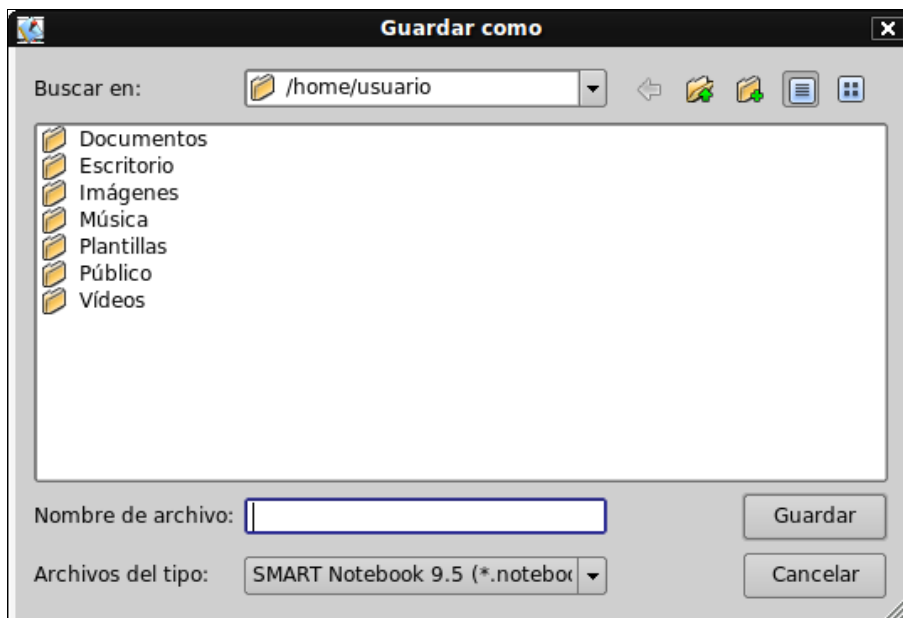 Guardar como
Buscar en: /home/usuario
Documentos
Escritorio
Imágenes
Música
Plantillas
Público
Vídeos
Nombre de archivo: Guardar
Archivos del tipo: SMART Notebook 9.5 (*.noteboo Cancelar